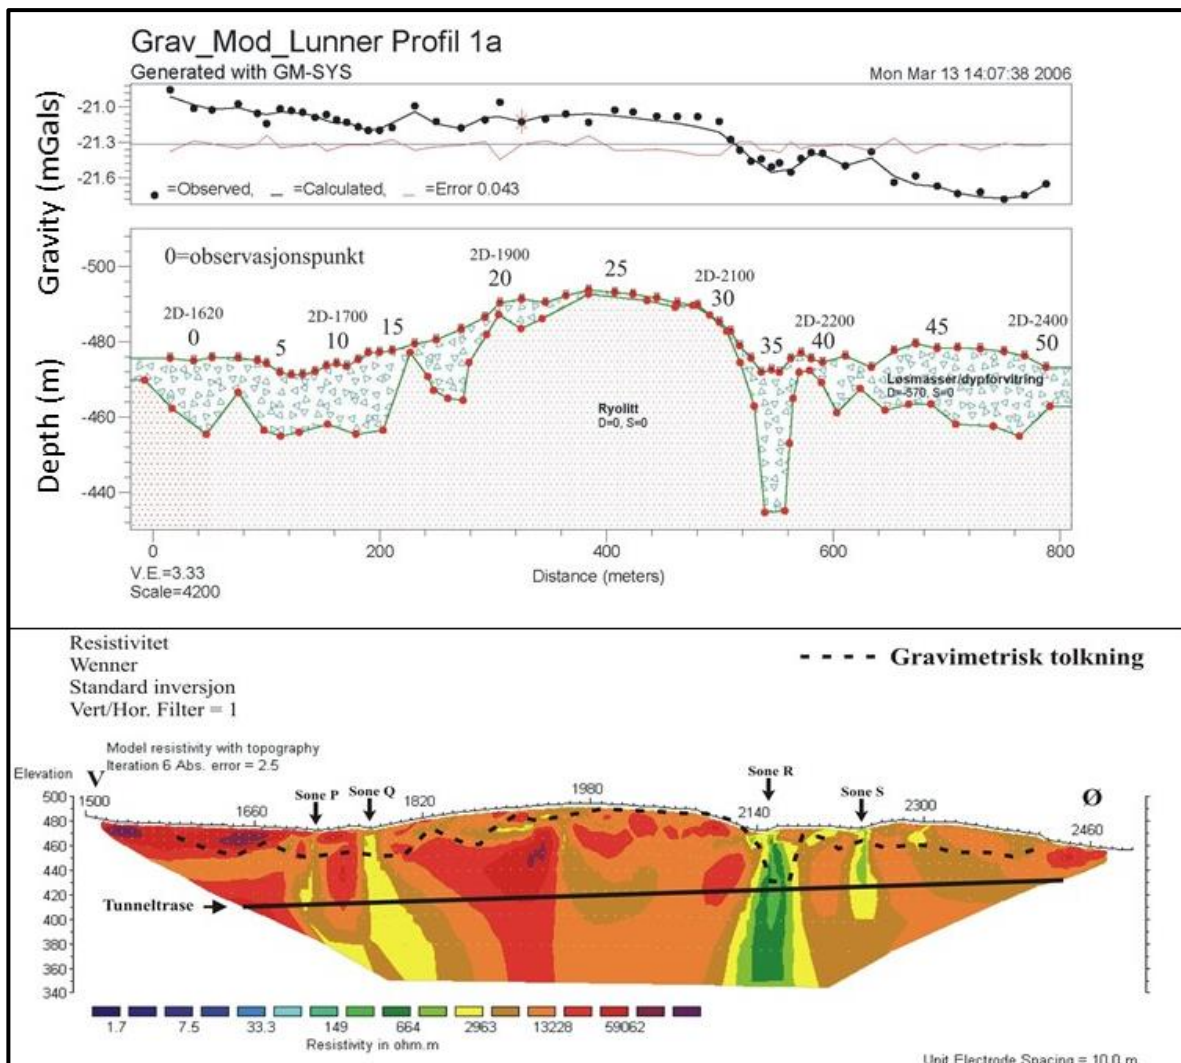 Grav_Mod_Lunner Profil 1a
Generated with GM-SYS
Mon Mar 13 14:07:38 2006
Gravity (mGals)
-21.0
-21.3
-21.6
=Observed, =Calculated, =Error 0.043
Depth (m)
-500
-480
-460
-440
0=observasjonspunkt
2D-1620
0
5
2D-1700
10
15
2D-1900
20
25
2D-2100
30
35
2D-2200
40
45
2D-2400
50
Løsmasser/dypforvitring
D=-570, S=0
Ryolitt
D=0, S=0
0 200 400 600 800
Distance (meters)
V.E.=3.33
Scale=4200
Resistivitet
Wenner
Standard inversjon
Vert/Hor. Filter = 1
Gravimetrisk tolkning
Model resistivity with topography
Iteration 6 Abs. error = 2.5
Elevation
V
Ø
Sone P
Sone Q
Sone R
Sone S
1500 1660 1820 1980 2140 2300 2460
500
480
460
440
420
400
380
360
340
Tunneltrase
1.7 7.5 33.3 149 664 2963 13228 59062
Resistivity in ohm.m
Unit Electrode Spacing = 10.0 m